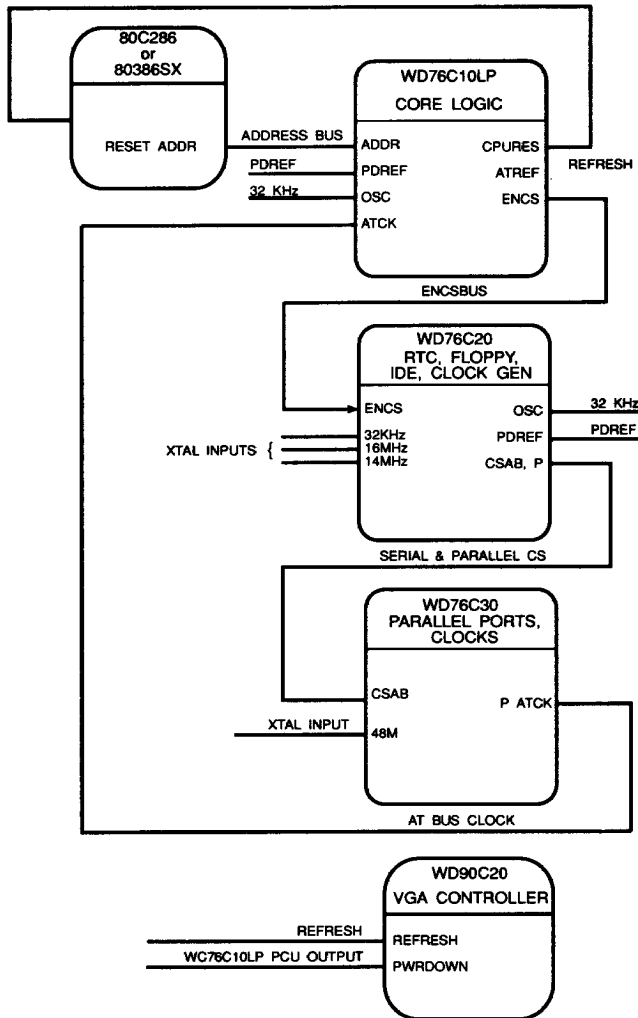 80C286
or
80386SX
RESET ADDR
ADDRESS BUS
PDREF
32 KHz
WD76C10LP
CORE LOGIC
ADDR
PDREF
OSC
ATCK
CPURES
ATREF
ENCS
REFRESH
ENCSBUS
WD76C20
RTC, FLOPPY,
IDE, CLOCK GEN
ENCS
32KHz
16MHz
14MHz
XTAL INPUTS {
OSC
PDREF
CSAB, P
32 KHz
PDREF
SERIAL & PARALLEL CS
WD76C30
PARALLEL PORTS,
CLOCKS
CSAB
P ATCK
XTAL INPUT
48M
AT BUS CLOCK
WD90C20
VGA CONTROLLER
REFRESH
REFRESH
WC76C10LP PCU OUTPUT
PWRDOWN